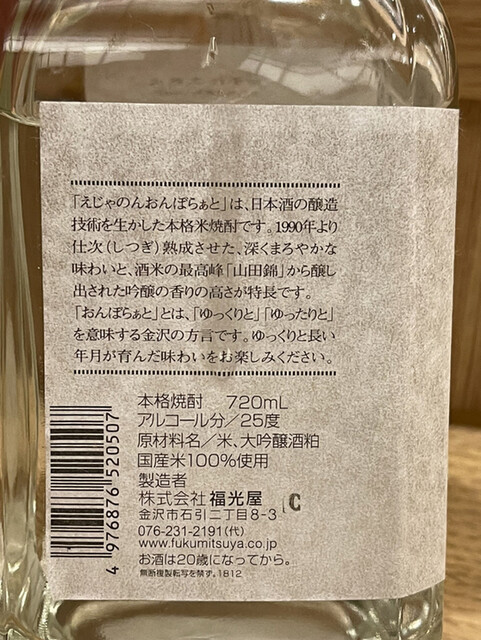 「えじゃのんおんぼらぁと」は、日本酒の醸造
技術を生かした本格米焼酎です。1990年より
仕次(しつぎ)熟成させた、深くまろやかな
味わいと、酒米の最高峰「山田錦」から醸し
出された吟醸の香りの高さが特長です。
「おんぼらぁと」とは、「ゆっくりと」「ゆったりと」
を意味する金沢の方言です。ゆっくりと長い
年月が育んだ味わいをお楽しみください。
本格焼酎 720mL
アルコール分/25度
原材料名/米、大吟醸酒粕
国産米100%使用
製造者
株式会社 福光屋
C
金沢市石引二丁目8-3
076-231-2191(代)
www.fukumitsuya.co.jp
お酒は20歳になってから。
無断複製転写を禁ず。1812
4 976876 520507